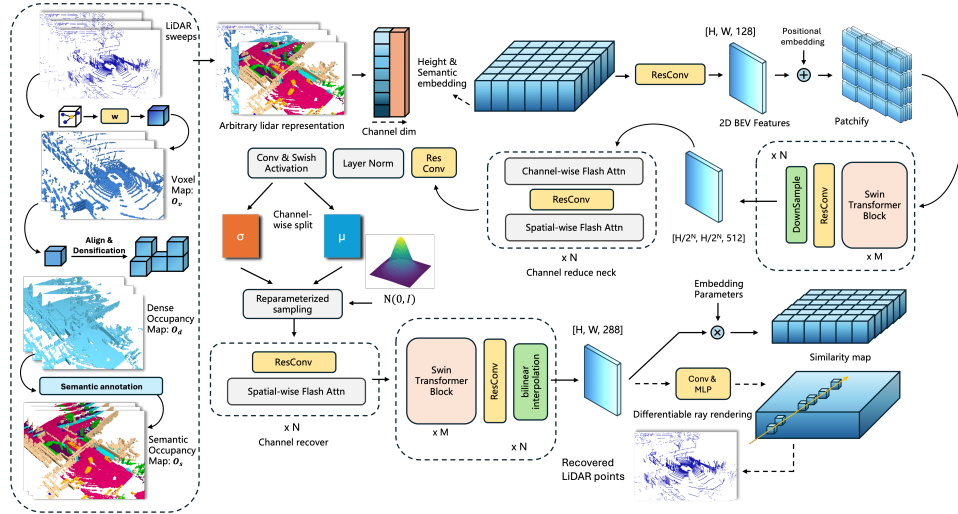 LiDAR
sweeps
w
Voxel
Map: Oᵥ
Align &
Densification
Dense
Occupancy
Map: O_d
Semantic annotation
Semantic
Occupancy
Map: Oₛ
Arbitrary lidar representation
Channel dim
Height &
Semantic
embedding
ResConv
[H, W, 128]
2D BEV Features
Positional
embedding
Patchify
x N
DownSample
ResConv
Swin
Transformer
Block
x M
[H/2ᴺ, H/2ᴺ, 512]
Channel-wise Flash Attn
ResConv
Spatial-wise Flash Attn
x N
Channel reduce neck
Res
Conv
Layer Norm
Conv & Swish
Activation
Channel-
wise split
σ
μ
N(0, I)
Reparameterized
sampling
ResConv
Spatial-wise Flash Attn
x N
Channel recover
Swin
Transformer
Block
x M
ResConv
bilinear
interpolation
x N
[H, W, 288]
Embedding
Parameters
Similarity map
Conv &
MLP
Differentiable ray rendering
Recovered
LiDAR points